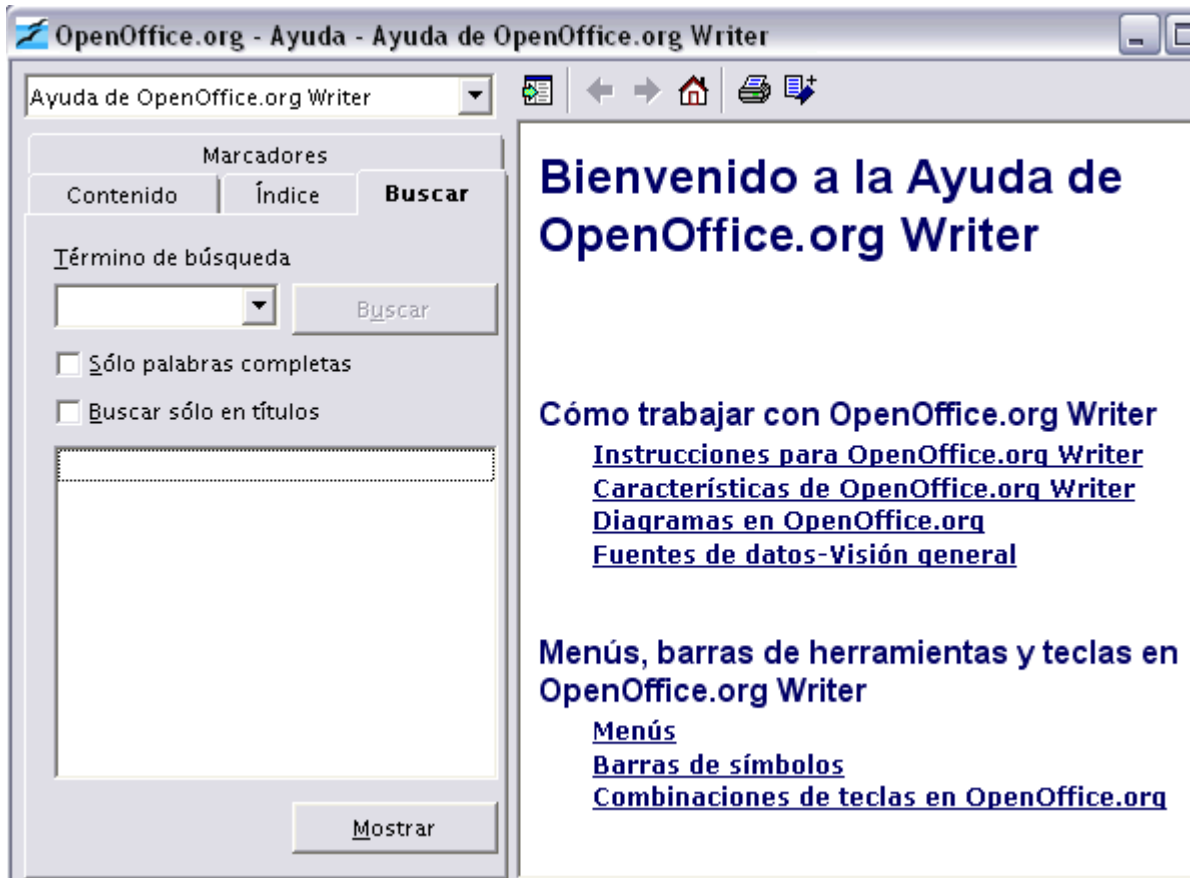 OpenOffice.org - Ayuda - Ayuda de OpenOffice.org Writer
Ayuda de OpenOffice.org Writer
Marcadores
Contenido
Índice
Buscar
Término de búsqueda
Buscar
Sólo palabras completas
Buscar sólo en títulos
Mostrar
Bienvenido a la Ayuda de
OpenOffice.org Writer
Cómo trabajar con OpenOffice.org Writer
Instrucciones para OpenOffice.org Writer
Características de OpenOffice.org Writer
Diagramas en OpenOffice.org
Fuentes de datos-Visión general
Menús, barras de herramientas y teclas en
OpenOffice.org Writer
Menús
Barras de símbolos
Combinaciones de teclas en OpenOffice.org